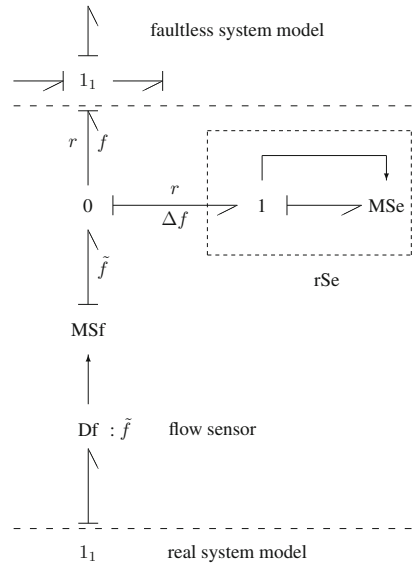 faultless system model
1₁
r f
0 r Δf 1 MSe
rSe
f̃
MSf
Df : f̃ flow sensor
1₁ real system model